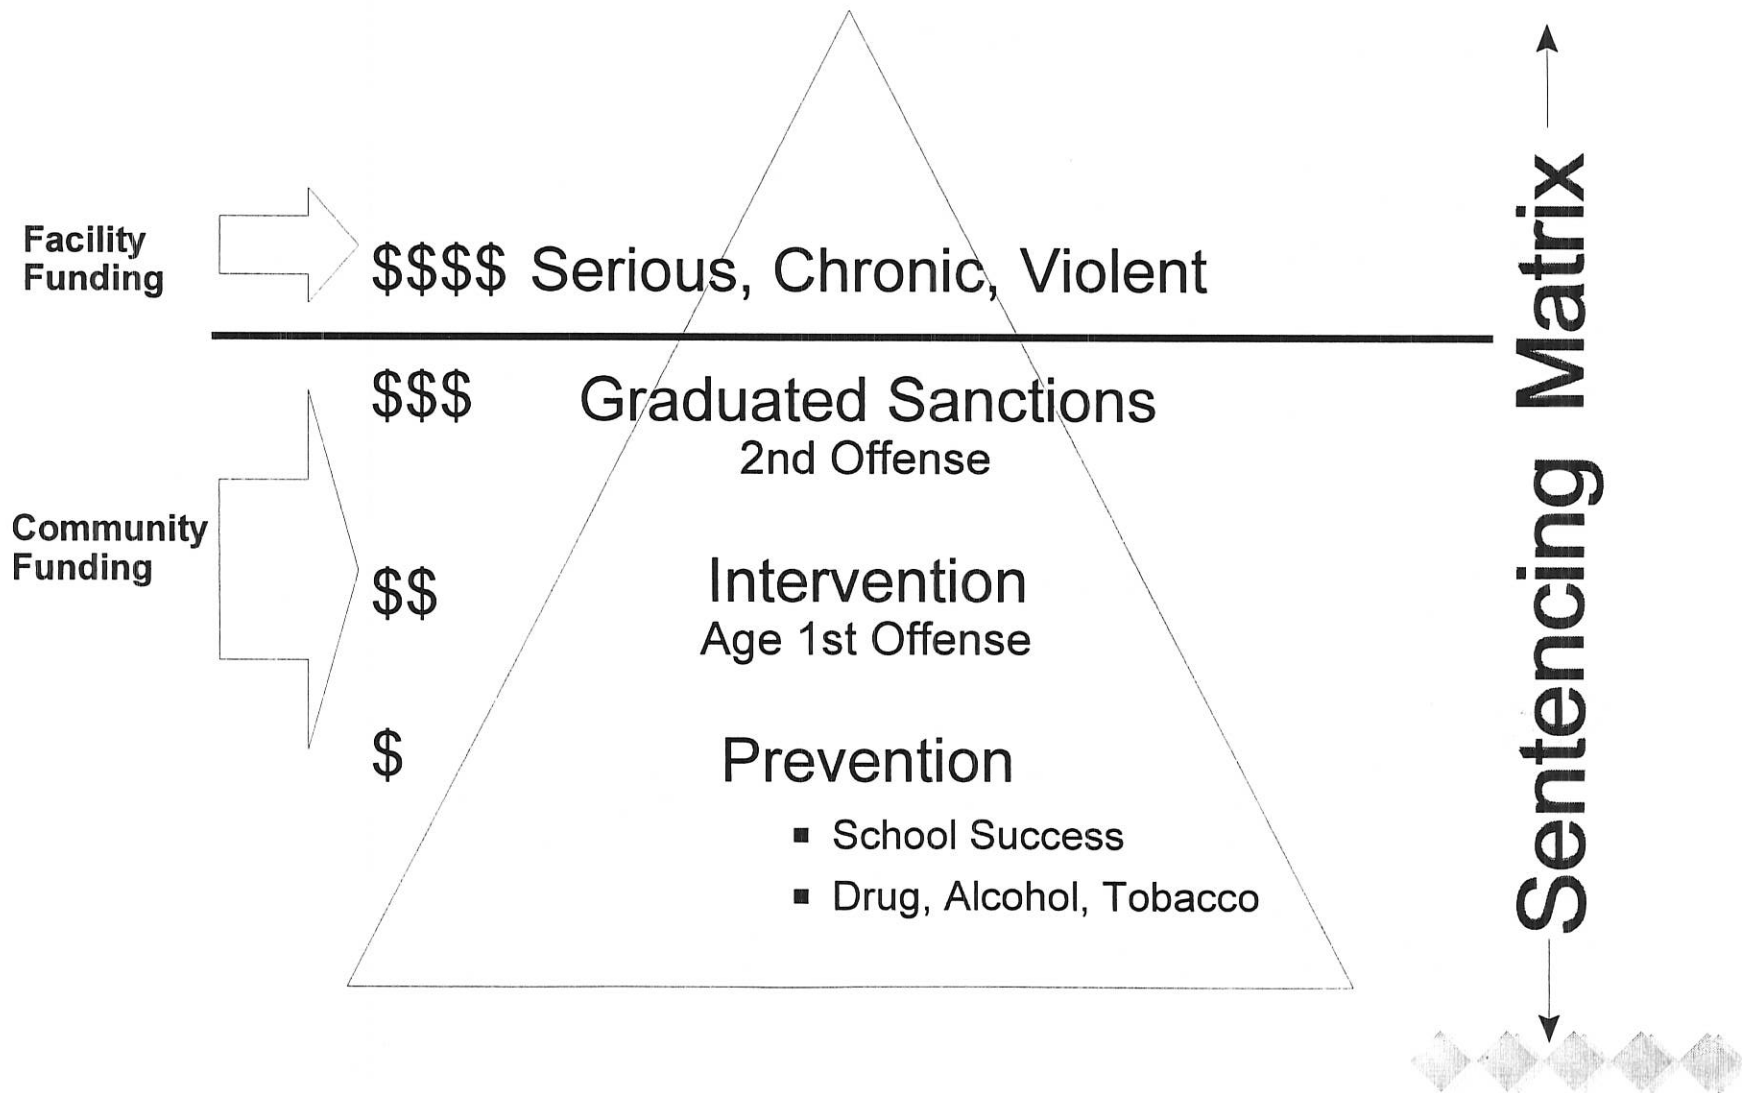 Facility
Funding
$$$$ Serious, Chronic, Violent
$$$ Graduated Sanctions
2nd Offense
Community
Funding
$$ Intervention
Age 1st Offense
$ Prevention
▪ School Success
▪ Drug, Alcohol, Tobacco
Sentencing Matrix